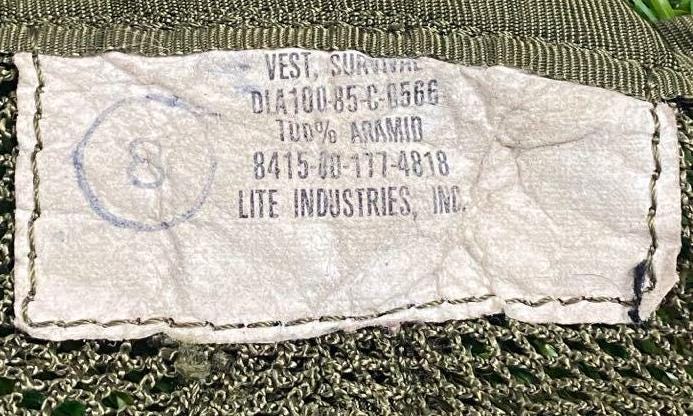 VEST, SURVIVAL
DLA100-85-C-0566
100% ARAMID
8415-00-177-4818
LITE INDUSTRIES, INC.
8